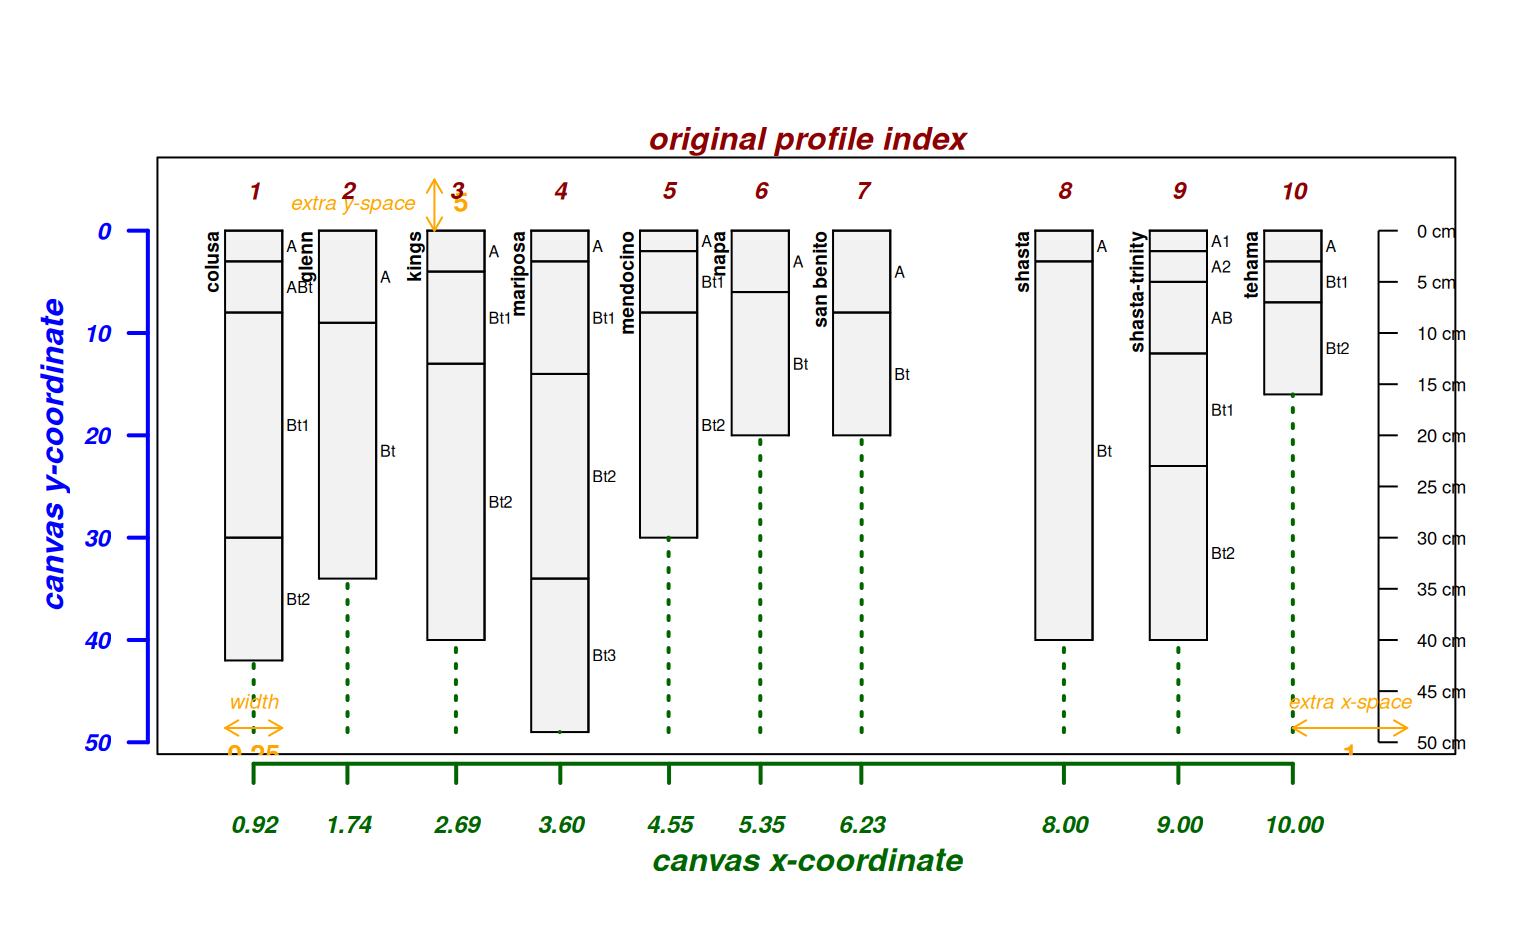 original profile index
1 2 3 4 5 6 7 8 9 10
extra y-space 5
canvas y-coordinate
0
10
20
30
40
50
colusa
A
ABt
Bt1
Bt2
glenn
A
Bt
kings
A
Bt1
Bt2
mariposa
A
Bt1
Bt2
Bt3
mendocino
A
Bt1
Bt2
napa
A
Bt
san benito
A
Bt
shasta
A
Bt
shasta-trinity
A1
A2
AB
Bt1
Bt2
tehama
A
Bt1
Bt2
0 cm
5 cm
10 cm
15 cm
20 cm
25 cm
30 cm
35 cm
40 cm
45 cm
50 cm
width
0.25
extra x-space
1
0.92 1.74 2.69 3.60 4.55 5.35 6.23 8.00 9.00 10.00
canvas x-coordinate